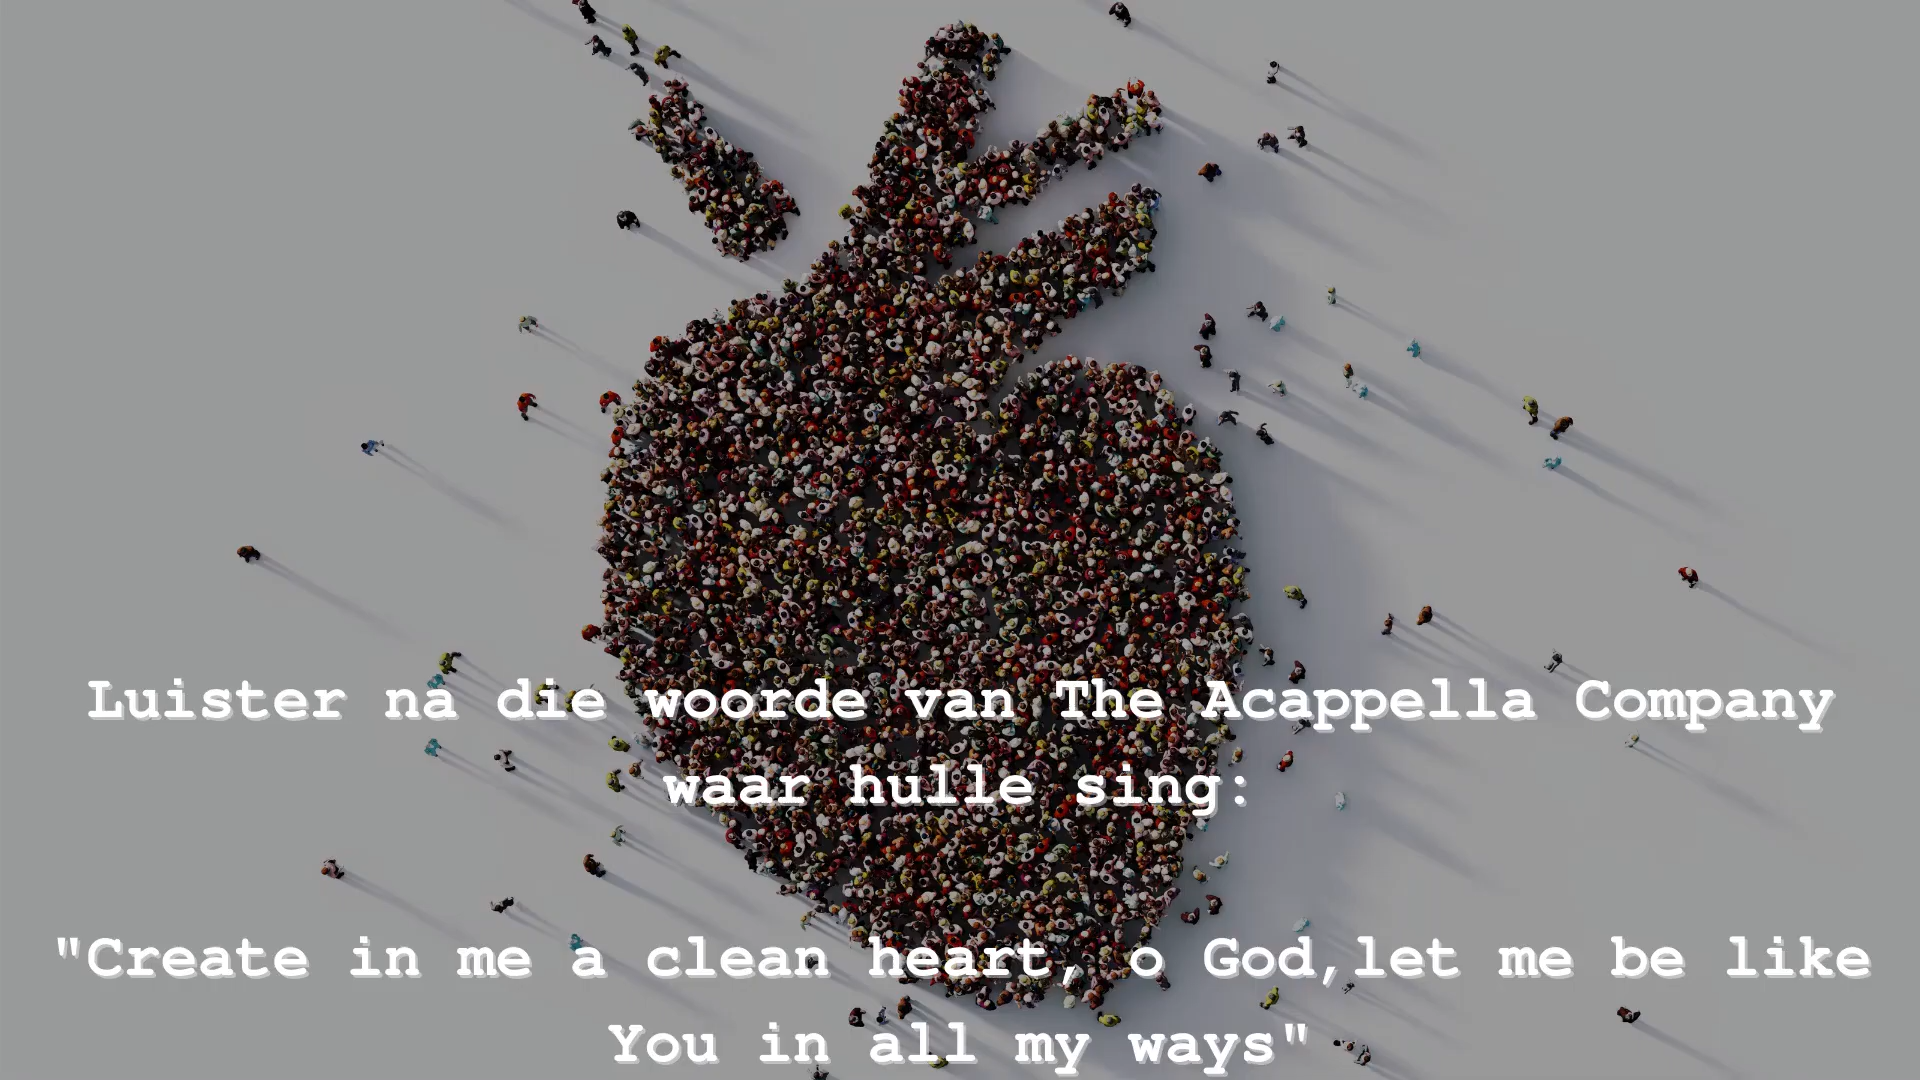 Luister na die woorde van The Acappella Company
waar hulle sing:
"Create in me a clean heart, o God,let me be like
You in all my ways"